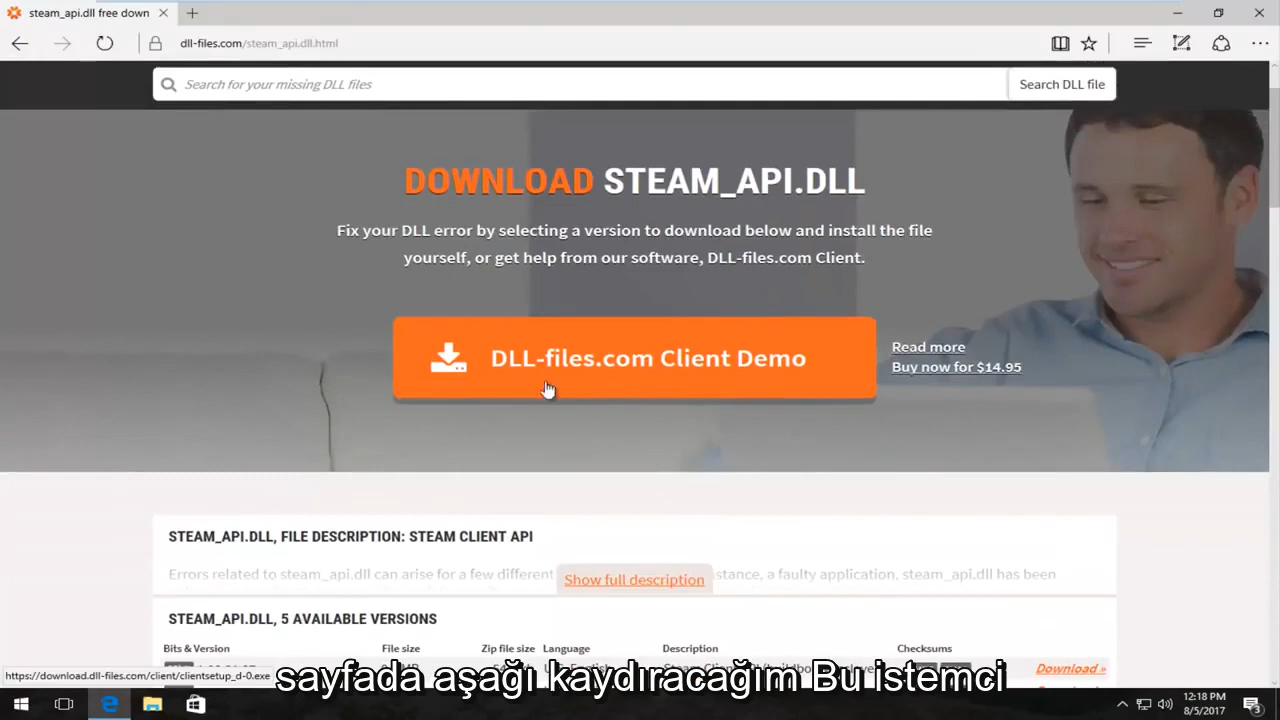 steam_api.dll free down
dll-files.com/steam_api.dll.html
Search for your missing DLL files
Search DLL file
DOWNLOAD STEAM_API.DLL
Fix your DLL error by selecting a version to download below and install the file
yourself, or get help from our software, DLL-files.com Client.
DLL-files.com Client Demo
Read more
Buy now for $14.95
STEAM_API.DLL, FILE DESCRIPTION: STEAM CLIENT API
Errors related to steam_api.dll can arise for a few different
Show full description
a faulty application, steam_api.dll has been
STEAM_API.DLL, 5 AVAILABLE VERSIONS
Bits & Version File size Zip file size Language Description Checksums
Download »
https://download.dll-files.com/client/clientsetup_d-0.exe
sayfada aşağı kaydıracağım Bu istemci
12:18 PM
8/5/2017
3